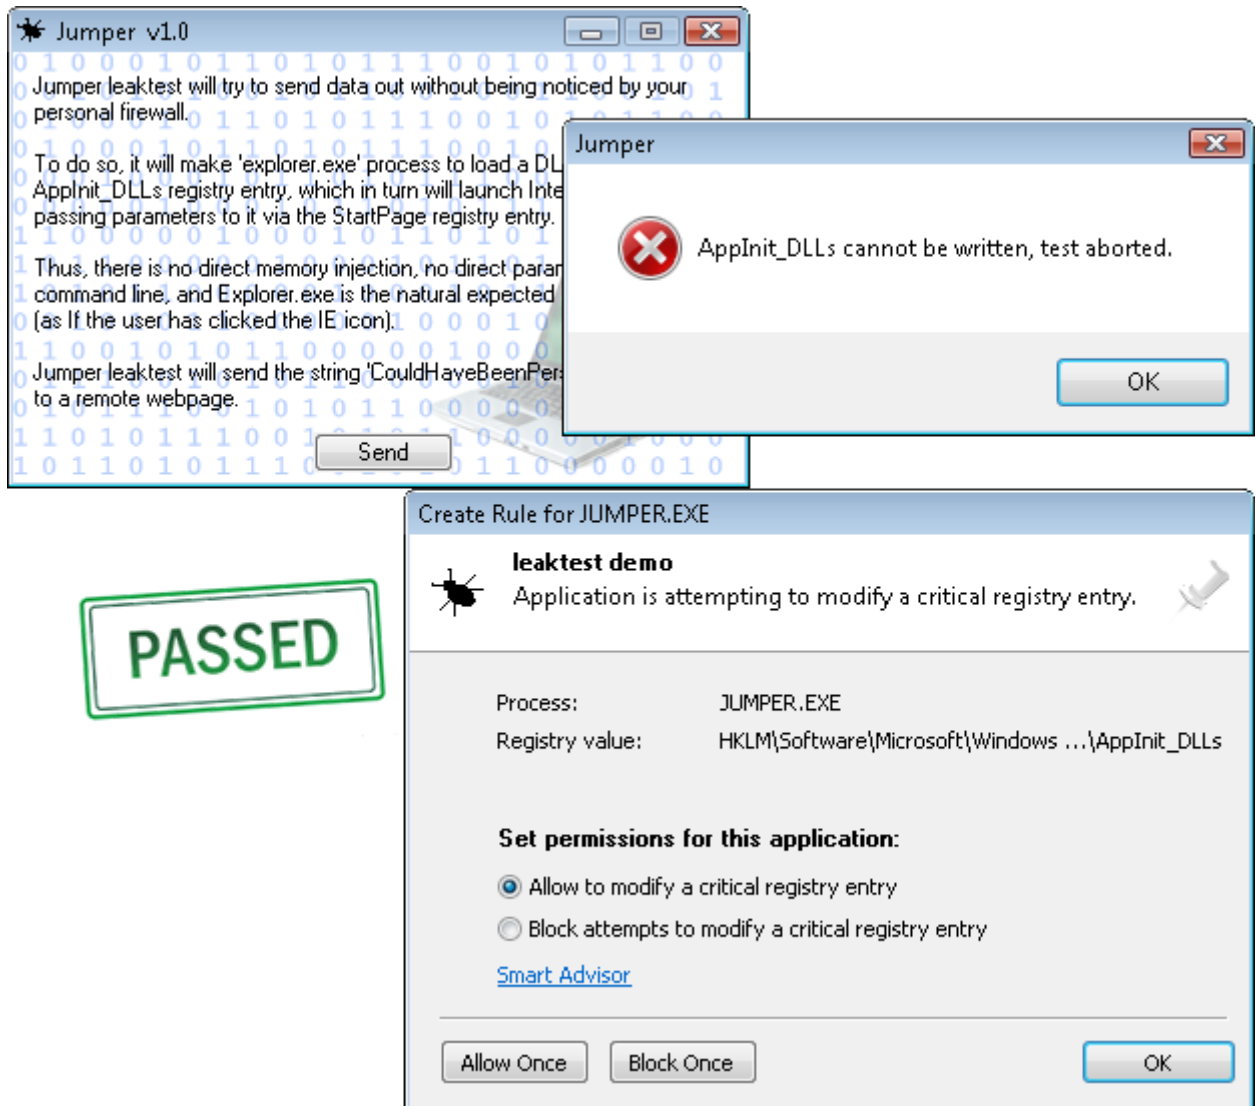 Jumper v1.0
Jumper leaktest will try to send data out without being noticed by your
personal firewall.
To do so, it will make 'explorer.exe' process to load a DL
AppInit_DLLs registry entry, which in turn will launch Inte
passing parameters to it via the StartPage registry entry.
Thus, there is no direct memory injection, no direct parar
command line, and Explorer.exe is the natural expected
(as If the user has clicked the IE icon).
Jumper leaktest will send the string 'CouldHaveBeenPer
to a remote webpage.
Send
Jumper
AppInit_DLLs cannot be written, test aborted.
OK
PASSED
Create Rule for JUMPER.EXE
leaktest demo
Application is attempting to modify a critical registry entry.
Process: JUMPER.EXE
Registry value: HKLM\Software\Microsoft\Windows ...\AppInit_DLLs
Set permissions for this application:
Allow to modify a critical registry entry
Block attempts to modify a critical registry entry
Smart Advisor
Allow Once Block Once OK